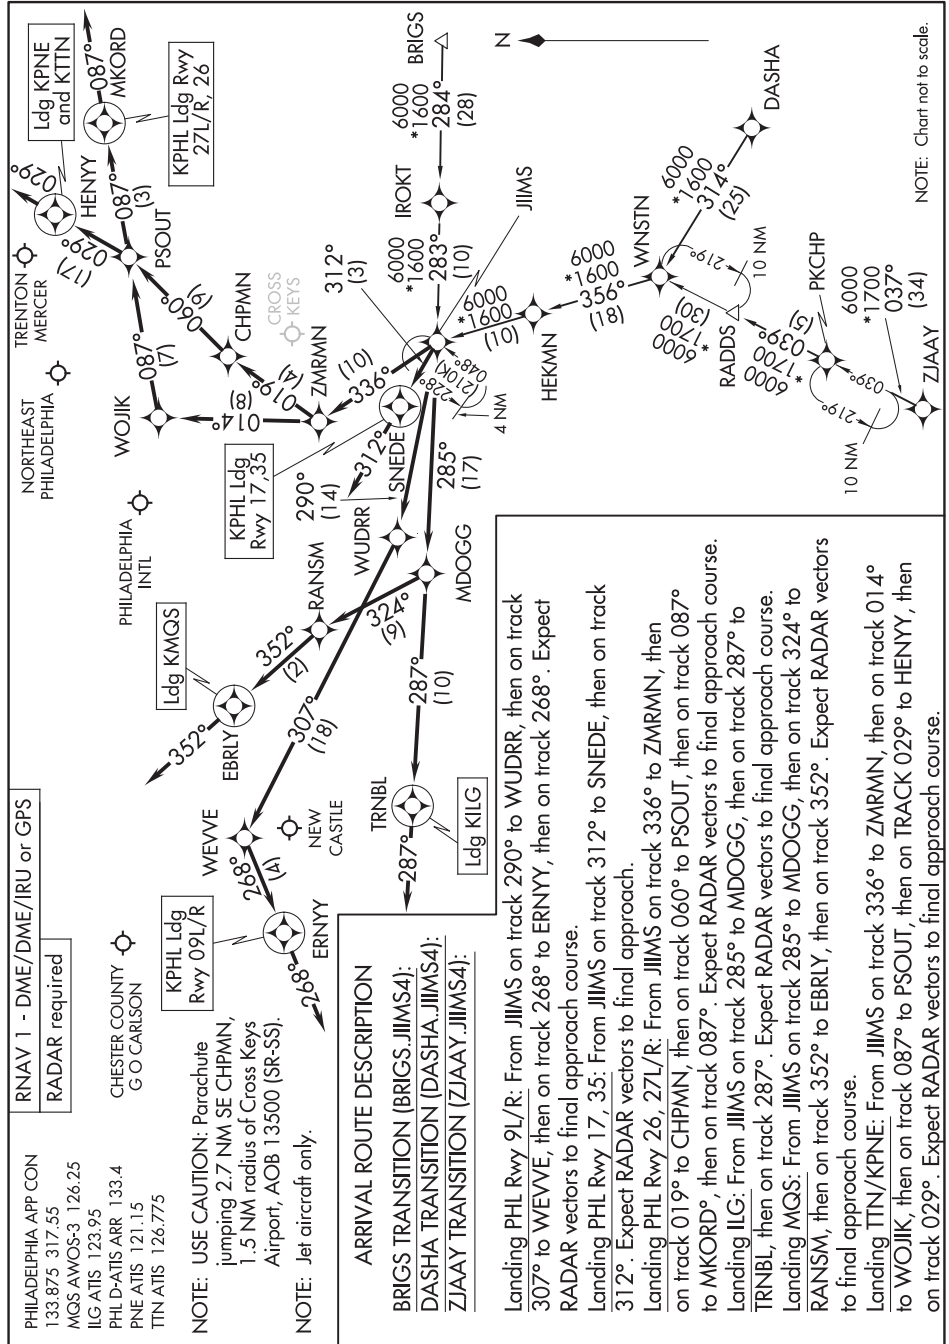 RNAV 1 - DME/DME/IRU or GPS
RADAR required
PHILADELPHIA APP CON
133.875 317.55
MQS AWOS-3 126.25
ILG ATIS 123.95
PHL D-ATIS ARR 133.4
PNE ATIS 121.15
TTN ATIS 126.775
NOTE: USE CAUTION: Parachute
jumping 2.7 NM SE CHPMN,
1.5 NM radius of Cross Keys
Airport, AOB 13500 (SR-SS).
NOTE: Jet aircraft only.
CHESTER COUNTY
G O CARLSON
KPHL Ldg
Rwy 09L/R
268°
ERNYY
268°
(4)
WEVVE
NEW
CASTLE
307°
(18)
352°
EBRLY
Ldg KMQS
352°
(2)
RANSM
324°
(9)
287°
TRNBL
Ldg KILG
287°
(10)
MDOGG
PHILADELPHIA
INTL
NORTHEAST
PHILADELPHIA
TRENTON
MERCER
WUDRR
290°
(14)
KPHL Ldg
Rwy 17,35
312°
SNEDE
285°
(17)
WOJIK
014°
(8)
087°
(7)
ZMRMN
019°
(4)
CHPMN
060°
(9)
PSOUT
029°
(17)
029°
HENYY
Ldg KPNE
and KTTN
087°
(3)
087°
MKORD
KPHL Ldg Rwy
27L/R, 26
CROSS
KEYS
336°
(10)
312°
(3)
228°
(210K)
048°
4 NM
JIIMS
6000
*1600
283°
(10)
IROKT
6000
*1600
284°
(28)
BRIGS
N
6000
*1600
(10)
HEKMN
6000
*1600
356°
(18)
WNSTN
6000
*1600
314°
(25)
DASHA
219°
10 NM
6000
*1700
(30)
RADDS
6000
*1700
039°
(5)
PKCHP
219°
039°
10 NM
6000
*1700
037°
(34)
ZJAAY
NOTE: Chart not to scale.
ARRIVAL ROUTE DESCRIPTION
BRIGS TRANSITION (BRIGS.JIIMS4):
DASHA TRANSITION (DASHA.JIIMS4):
ZJAAY TRANSITION (ZJAAY.JIIMS4):
Landing PHL Rwy 9L/R: From JIIMS on track 290° to WUDRR, then on track
307° to WEVVE, then on track 268° to ERNYY, then on track 268°. Expect
RADAR vectors to final approach course.
Landing PHL Rwy 17, 35: From JIIMS on track 312° to SNEDE, then on track
312°. Expect RADAR vectors to final approach.
Landing PHL Rwy 26, 27L/R: From JIIMS on track 336° to ZMRMN, then
on track 019° to CHPMN, then on track 060° to PSOUT, then on track 087°
to MKORD°, then on track 087°. Expect RADAR vectors to final approach course.
Landing ILG: From JIIMS on track 285° to MDOGG, then on track 287° to
TRNBL, then on track 287°. Expect RADAR vectors to final approach course.
Landing MQS: From JIIMS on track 285° to MDOGG, then on track 324° to
RANSM, then on track 352° to EBRLY, then on track 352°. Expect RADAR vectors
to final approach course.
Landing TTN/KPNE: From JIIMS on track 336° to ZMRMN, then on track 014°
to WOJIK, then on track 087° to PSOUT, then on TRACK 029° to HENYY, then
on track 029°. Expect RADAR vectors to final approach course.